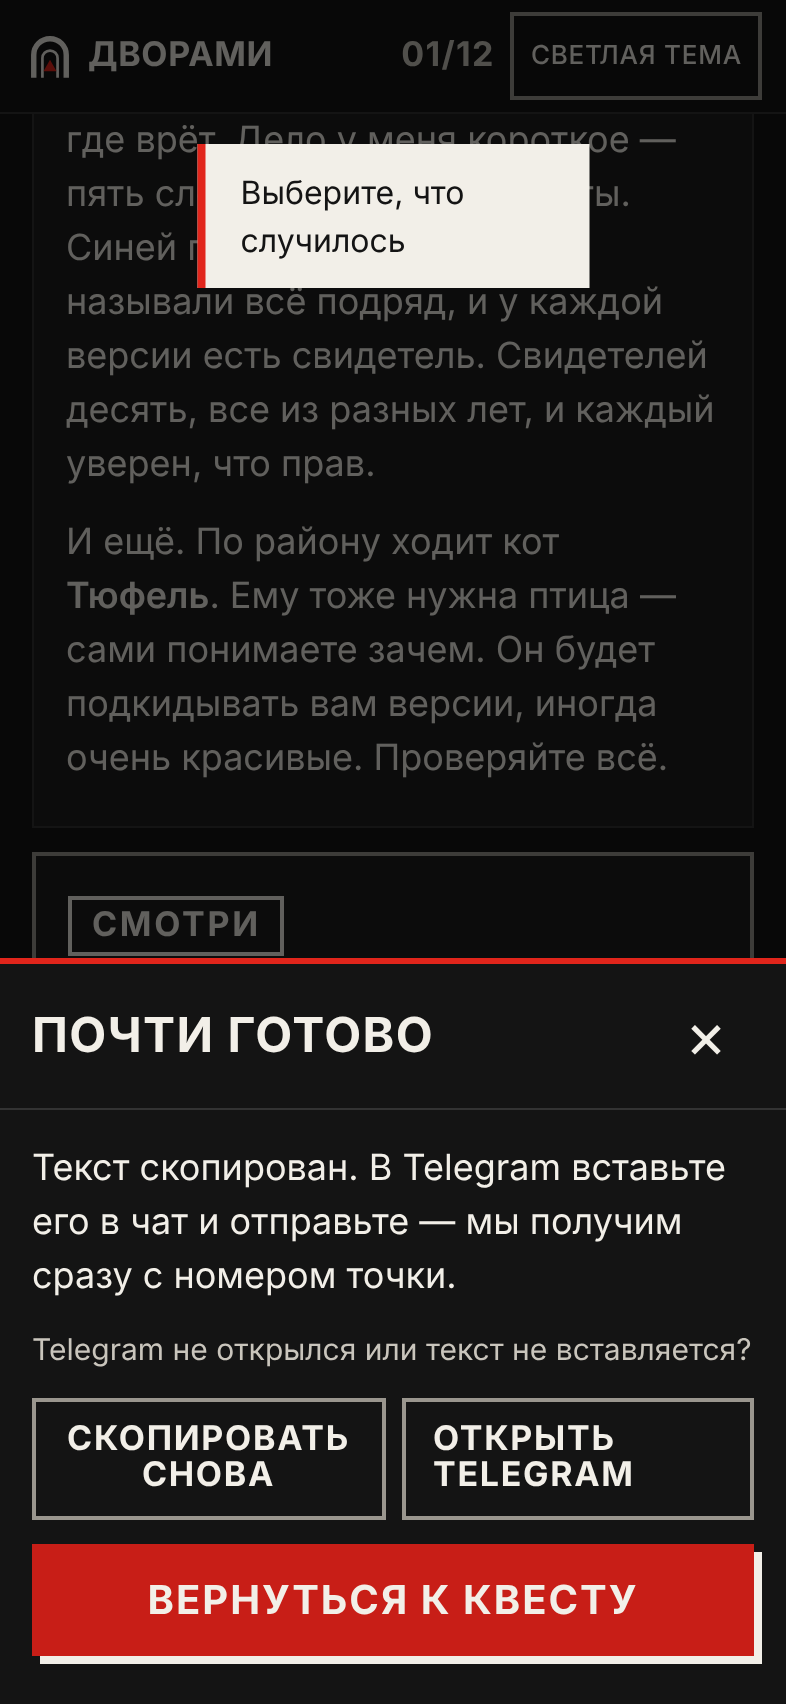 ДВОРАМИ
01/12
СВЕТЛАЯ ТЕМА
где врёт. Дело у меня короткое —
пять сл
ты.
Синей
Выберите, что
случилось
называли всё подряд, и у каждой
версии есть свидетель. Свидетелей
десять, все из разных лет, и каждый
уверен, что прав.
И ещё. По району ходит кот
Тюфель. Ему тоже нужна птица —
сами понимаете зачем. Он будет
подкидывать вам версии, иногда
очень красивые. Проверяйте всё.
СМОТРИ
ПОЧТИ ГОТОВО
Текст скопирован. В Telegram вставьте
его в чат и отправьте — мы получим
сразу с номером точки.
Telegram не открылся или текст не вставляется?
СКОПИРОВАТЬ
СНОВА
ОТКРЫТЬ
TELEGRAM
ВЕРНУТЬСЯ К КВЕСТУ